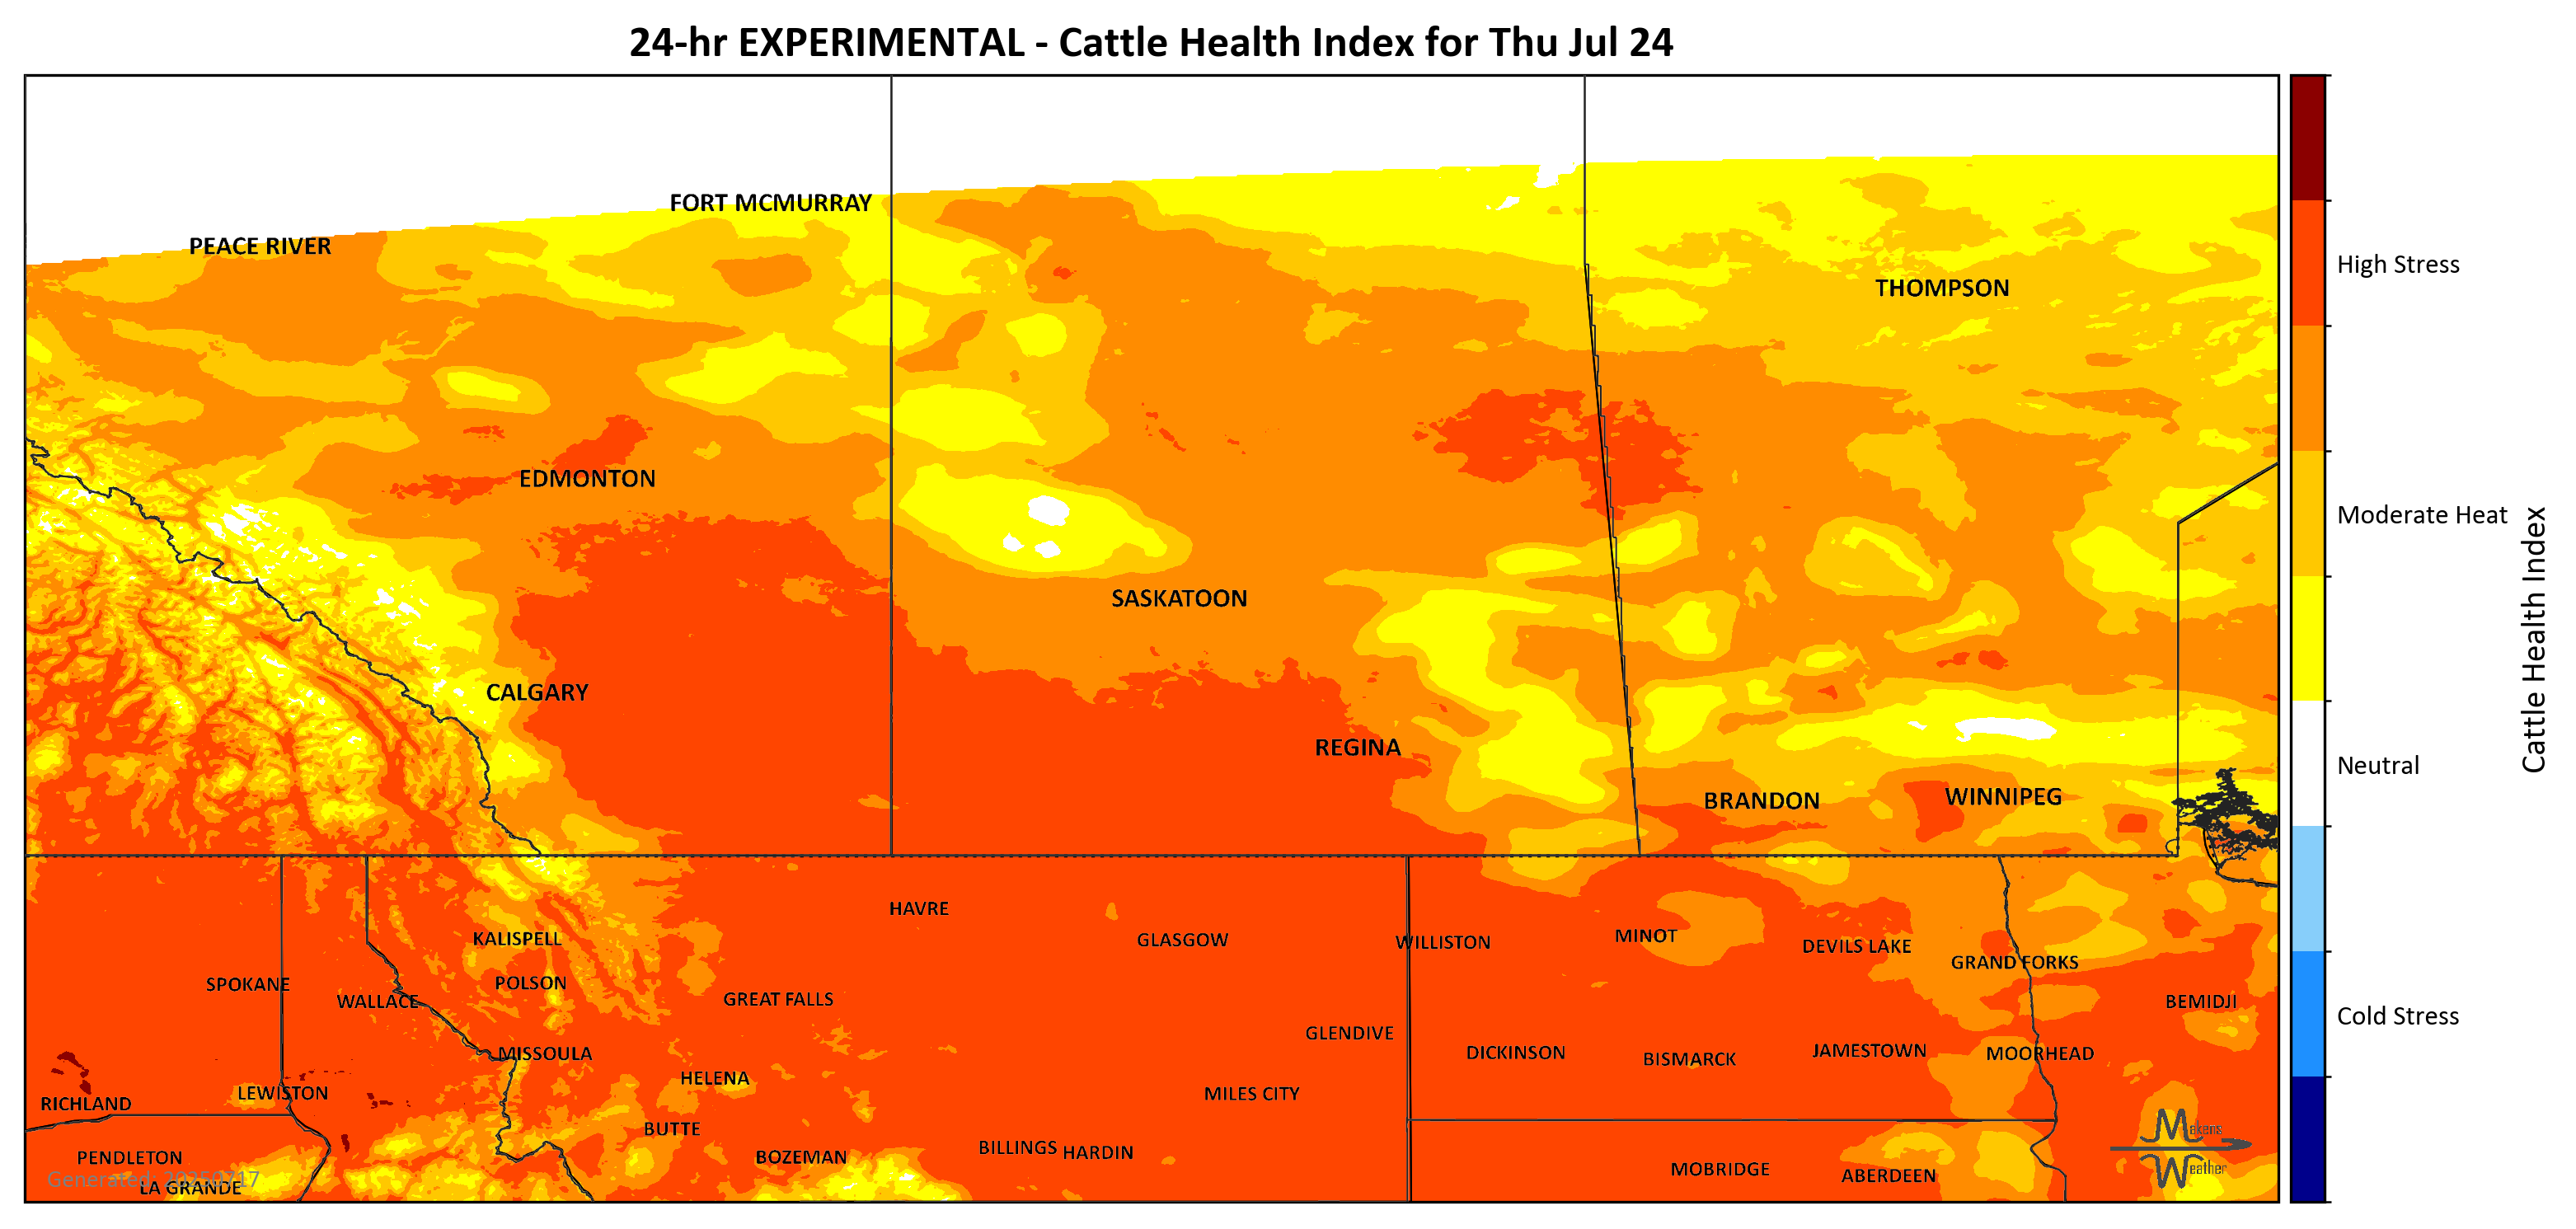 24-hr EXPERIMENTAL - Cattle Health Index for Thu Jul 24
FORT MCMURRAY
PEACE RIVER
THOMPSON
EDMONTON
SASKATOON
CALGARY
REGINA
BRANDON
WINNIPEG
HAVRE
KALISPELL
GLASGOW
WILLISTON
MINOT
DEVILS LAKE
GRAND FORKS
SPOKANE
POLSON
WALLACE
GREAT FALLS
BEMIDJI
GLENDIVE
MISSOULA
DICKINSON
BISMARCK
JAMESTOWN
MOORHEAD
HELENA
LEWISTON
MILES CITY
RICHLAND
BUTTE
BILLINGS
HARDIN
PENDLETON
BOZEMAN
MOBRIDGE
ABERDEEN
Generated: 20250717
LA GRANDE
Makens
Weather
High Stress
Moderate Heat
Neutral
Cold Stress
Cattle Health Index